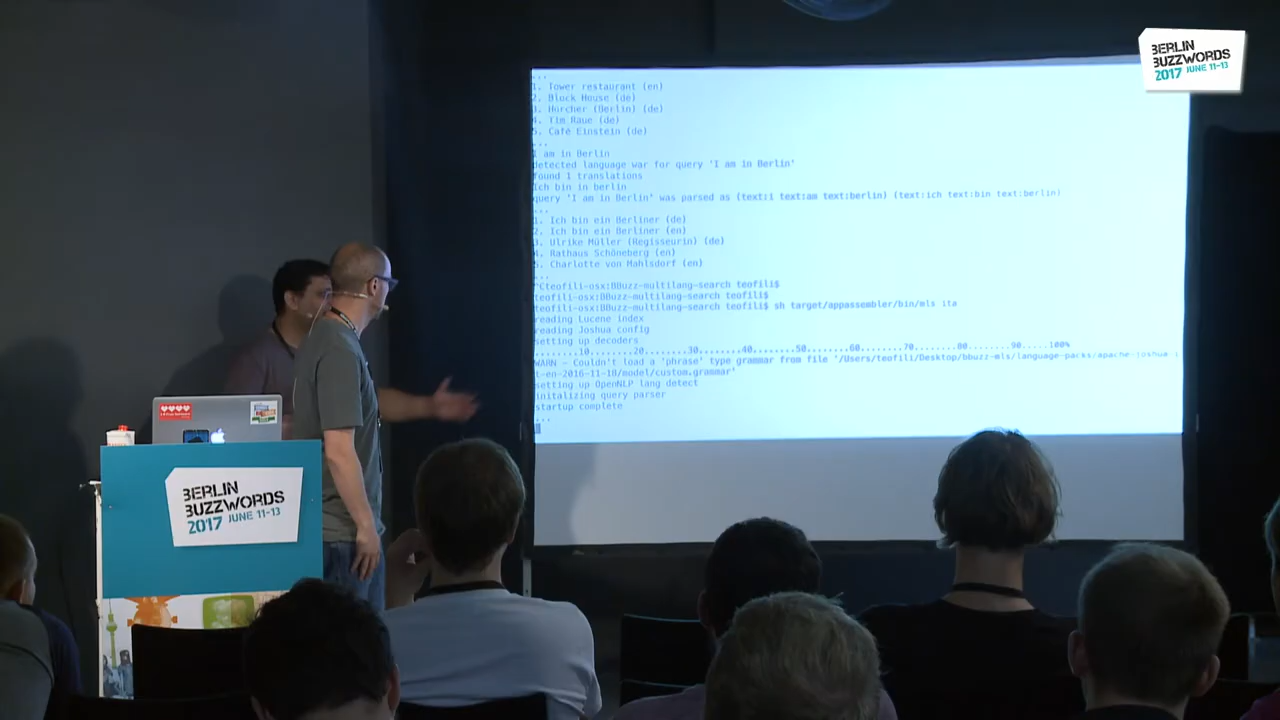 BERLIN
BUZZWORDS
2017 JUNE 11-13
...
1. Tower restaurant (en)
2. Block House (de)
3. Horcher (Berlin) (de)
4. Tim Raue (de)
5. Café Einstein (de)
...
I am in Berlin
detected language war for query 'I am in Berlin'
found 1 translations
Ich bin in berlin
query 'I am in Berlin' was parsed as (text:i text:am text:berlin) (text:ich text:bin text:berlin)
...
1. Ich bin ein Berliner (de)
2. Ich bin ein Berliner (en)
3. Ulrike Müller (Regisseurin) (de)
4. Rathaus Schöneberg (en)
5. Charlotte von Mahlsdorf (en)
...
^Cteofili-osx:BBuzz-multilang-search teofili$
teofili-osx:BBuzz-multilang-search teofili$
teofili-osx:BBuzz-multilang-search teofili$ sh target/appassembler/bin/mls ita
reading Lucene index
reading Joshua config
setting up decoders
.........10.........20.........30.........40.........50.........60.........70.........80.........90.....100%
WARN - Couldn't load a 'phrase' type grammar from file '/Users/teofili/Desktop/bbuzz-mls/language-packs/apache-joshua-i
t-en-2016-11-18/model/custom.grammar'
setting up OpenNLP lang detect
initalizing query parser
startup complete
...
BERLIN
BUZZWORDS
2017 JUNE 11-13